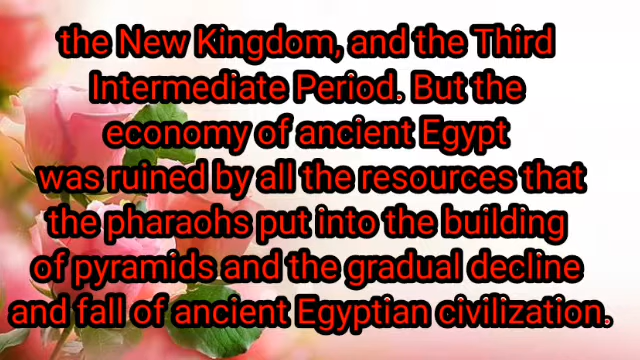 the New Kingdom, and the Third
Intermediate Period. But the
economy of ancient Egypt
was ruined by all the resources that
the pharaohs put into the building
of pyramids and the gradual decline
and fall of ancient Egyptian civilization.